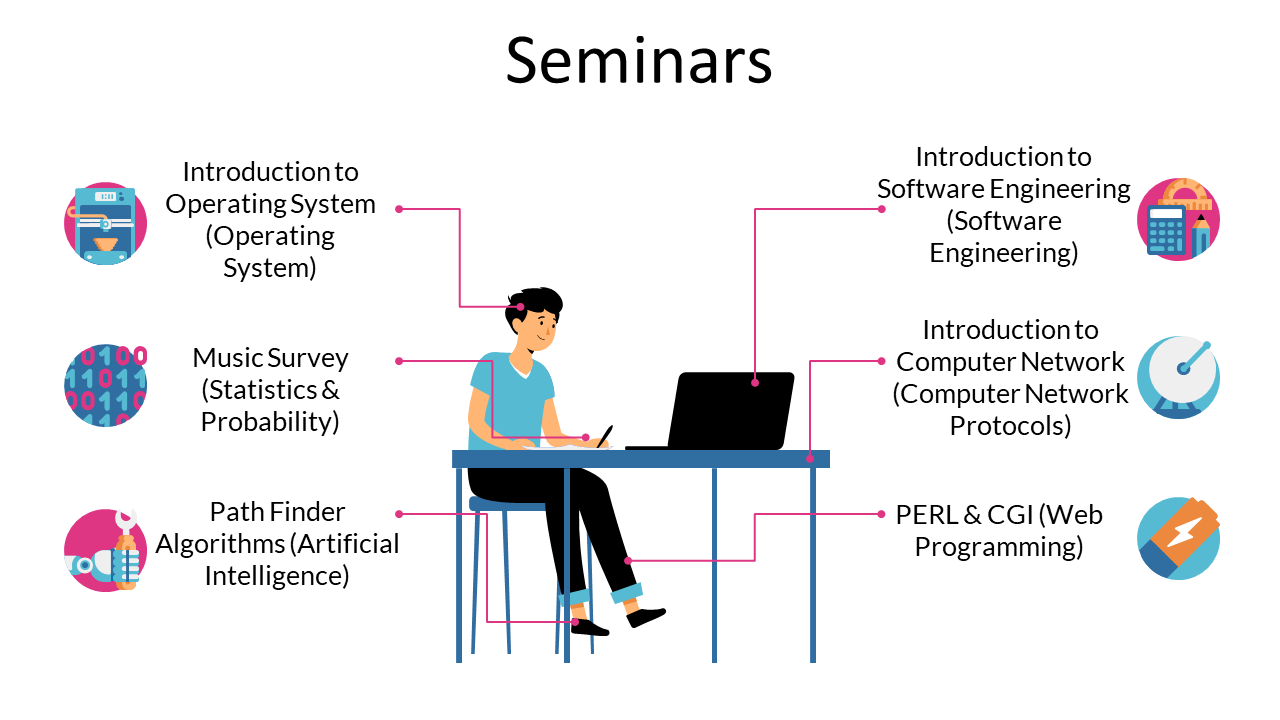 Seminars
Introduction to
Operating System
(Operating
System)
Music Survey
(Statistics &
Probability)
Path Finder
Algorithms (Artificial
Intelligence)
Introduction to
Software Engineering
(Software
Engineering)
Introduction to
Computer Network
(Computer Network
Protocols)
PERL & CGI (Web
Programming)